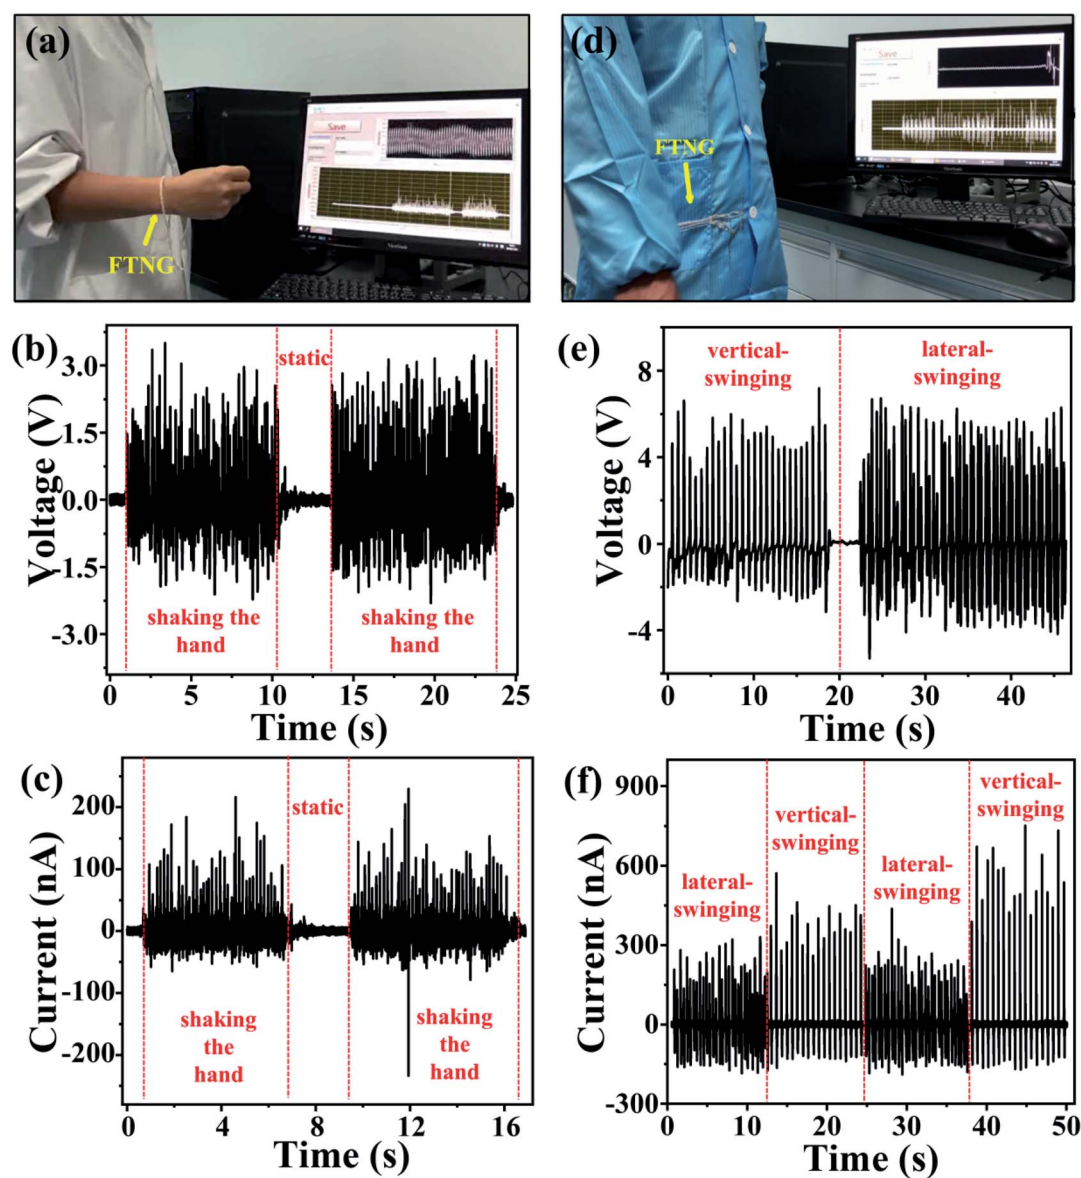 (a)
Save
FTNG
ViewSonic
(d)
Save
FTNG
ViewSonic
(b)
static
shaking the
hand
shaking the
hand
3.0
1.5
0.0
-1.5
-3.0
Voltage (V)
0
5
10
15
20
25
Time (s)
(e)
vertical-
swinging
lateral-
swinging
8
4
0
-4
Voltage (V)
0
10
20
30
40
Time (s)
(c)
static
shaking
the
hand
shaking
the
hand
200
100
0
-100
-200
Current (nA)
0
4
8
12
16
Time (s)
(f)
lateral-
swinging
vertical-
swinging
lateral-
swinging
vertical-
swinging
900
600
300
0
-300
Current (nA)
0
10
20
30
40
50
Time (s)